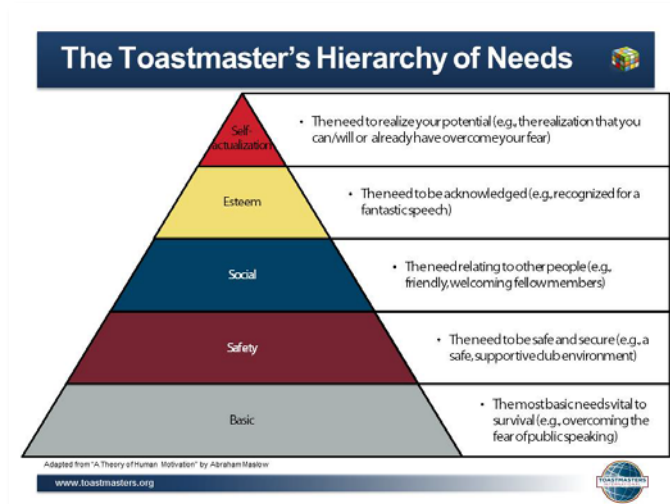 The Toastmaster's Hierarchy of Needs
Self-
actualization
• The need to realize your potential (e.g., the realization that you
can/will or already have overcome your fear)
Esteem
• The need to be acknowledged (e.g., recognized for a
fantastic speech)
Social
• The need relating to other people (e.g.,
friendly, welcoming fellow members)
Safety
• The need to be safe and secure (e.g., a
safe, supportive club environment)
Basic
• The most basic needs vital to
survival (e.g., overcoming the
fear of public speaking)
Adapted from "A Theory of Human Motivation" by Abraham Maslow
www.toastmasters.org
TOASTMASTERS
INTERNATIONAL